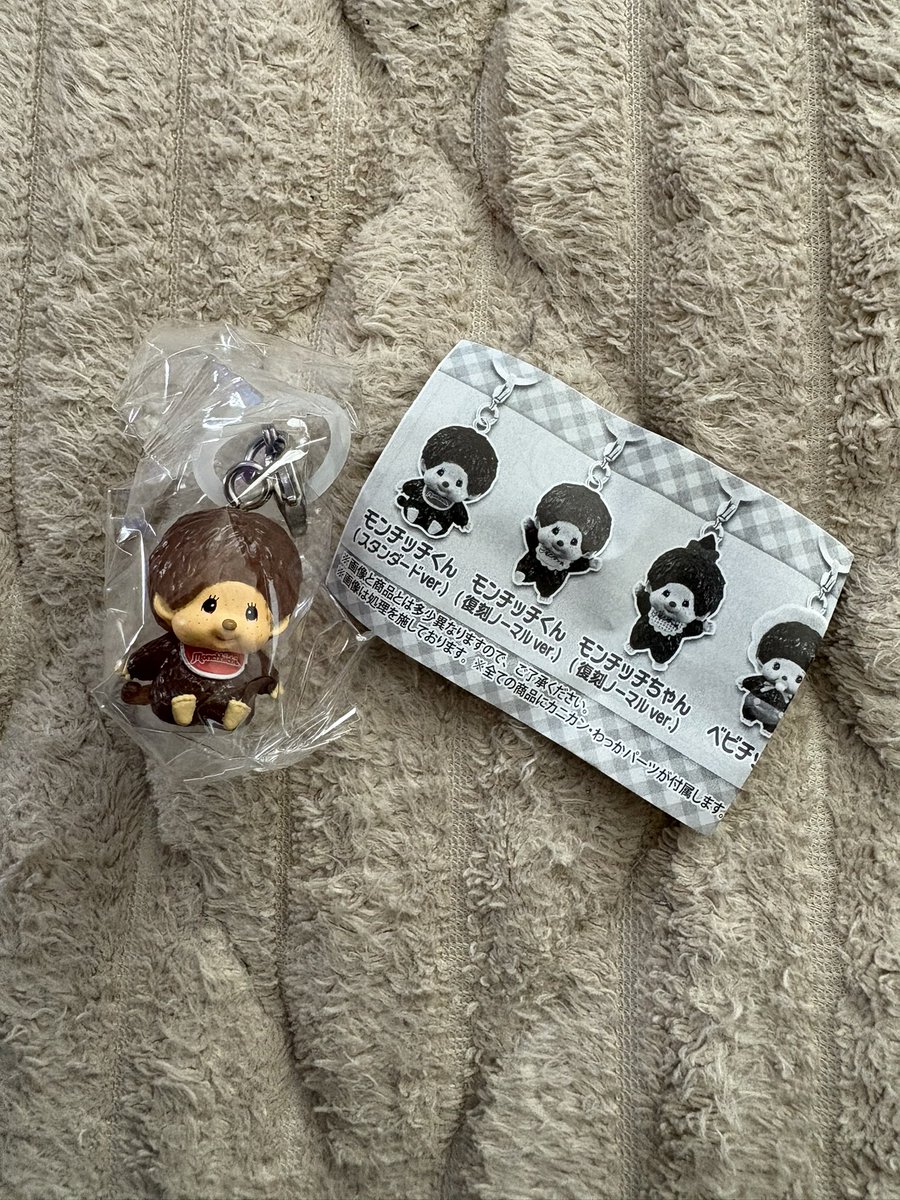 Monchhichi
モンチッチくん
(スタンダードver.)
モンチッチくん
(復刻ノーマルver.)
モンチッチちゃん
(復刻ノーマルver.)
ベビチッ
※画像と商品とは多少異なりますので、ご了承ください。
※画像は処理を施しております。※全ての商品にカニカン・わっかパーツが付属します。